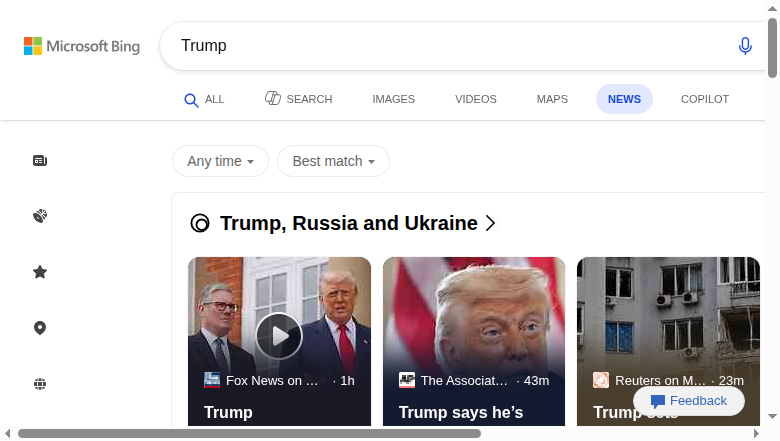 Microsoft Bing
Trump
ALL
SEARCH
IMAGES
VIDEOS
MAPS
NEWS
COPILOT
Any time
Best match
Trump, Russia and Ukraine
Fox News on ... · 1h
Trump
The Associat... · 43m
Trump says he's
Reuters on M... · 23m
Trump sets
Feedback